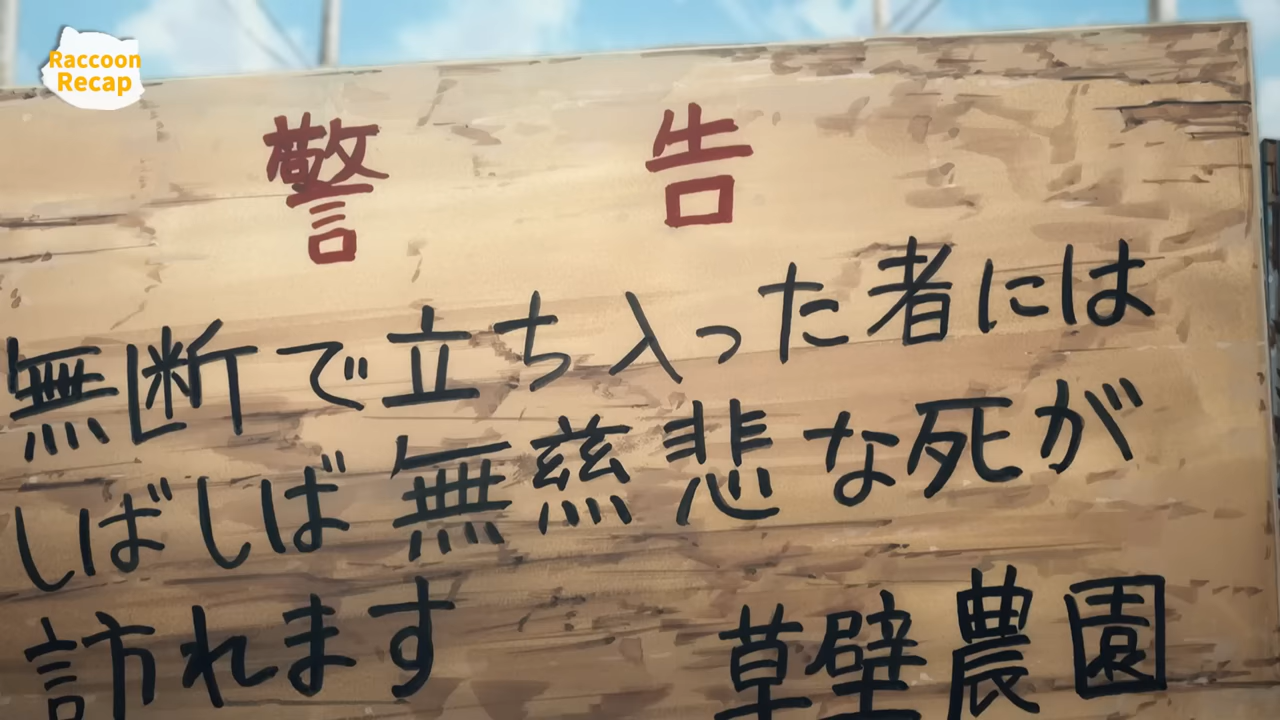 Raccoon
Recap
警告
無断で立ち入った者には
しばしば無慈悲な死が
訪れます
草壁農園